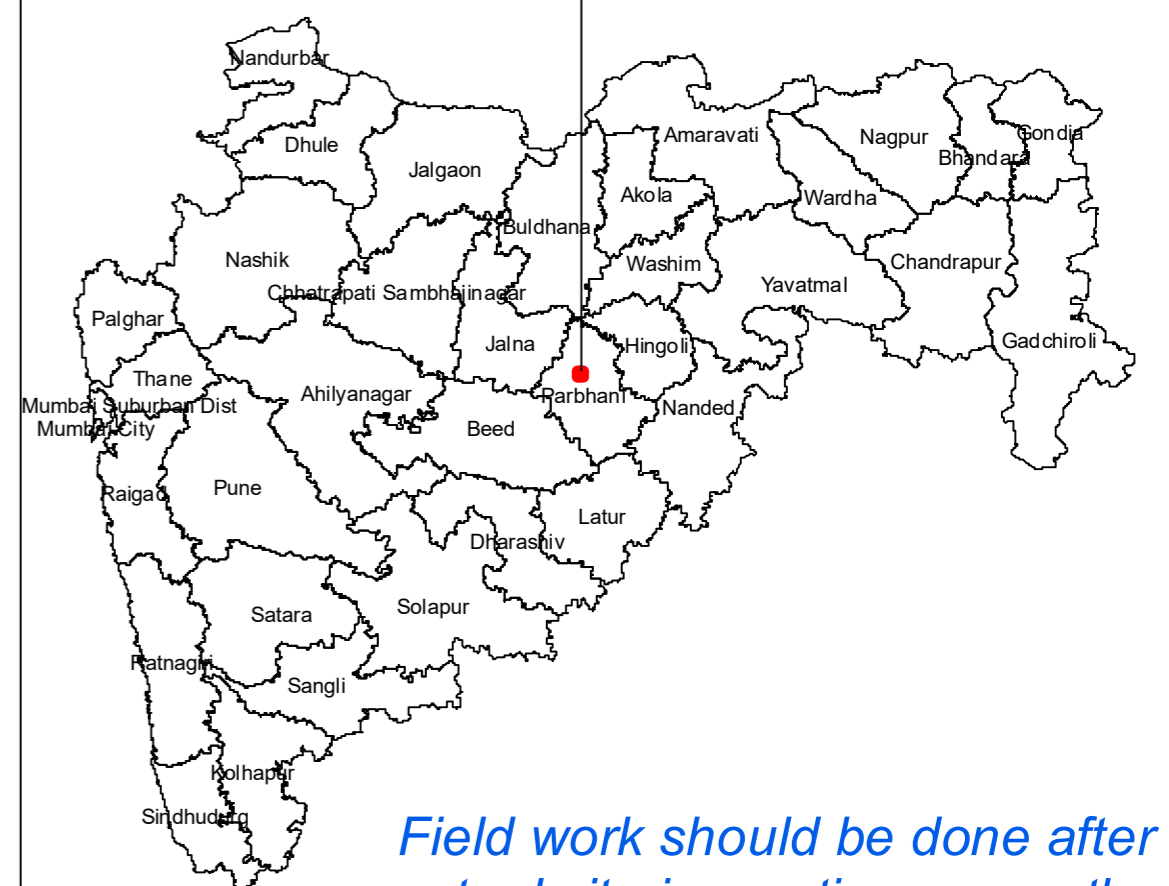 Nandurbar
Dhule
Jalgaon
Amaravati
Nagpur
Gondia
Bhandara
Akola
Wardha
Buldhana
Nashik
Washim
Chandrapur
Chhatrapati Sambhajinagar
Yavatmal
Palghar
Jalna
Hingoli
Gadchiroli
Thane
Ahilyanagar
Parbhani
Mumbai Suburban Dist
Nanded
Mumbai City
Beed
Raigad
Pune
Latur
Dharashiv
Satara
Solapur
Ratnagiri
Sangli
Kolhapur
Sindhudurg
Field work should be done after